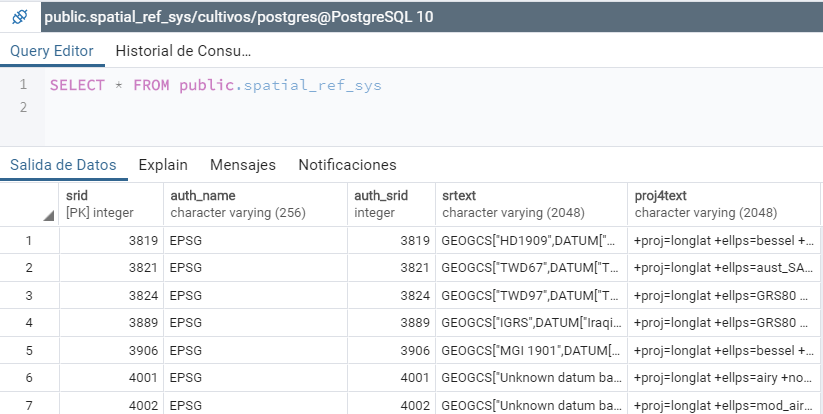 public.spatial_ref_sys/cultivos/postgres@PostgreSQL 10
Query Editor Historial de Consu…
1 SELECT * FROM public.spatial_ref_sys
2
Salida de Datos Explain Mensajes Notificaciones
srid auth_name auth_srid srtext proj4text
[PK] integer character varying (256) integer character varying (2048) character varying (2048)
1 3819 EPSG 3819 GEOGCS["HD1909",DATUM["… +proj=longlat +ellps=bessel +…
2 3821 EPSG 3821 GEOGCS["TWD67",DATUM["T… +proj=longlat +ellps=aust_SA…
3 3824 EPSG 3824 GEOGCS["TWD97",DATUM["T… +proj=longlat +ellps=GRS80 …
4 3889 EPSG 3889 GEOGCS["IGRS",DATUM["Iraqi… +proj=longlat +ellps=GRS80 …
5 3906 EPSG 3906 GEOGCS["MGI 1901",DATUM[… +proj=longlat +ellps=bessel +…
6 4001 EPSG 4001 GEOGCS["Unknown datum ba… +proj=longlat +ellps=airy +no…
7 4002 EPSG 4002 GEOGCS["Unknown datum ba… +proj=longlat +ellps=mod_air…